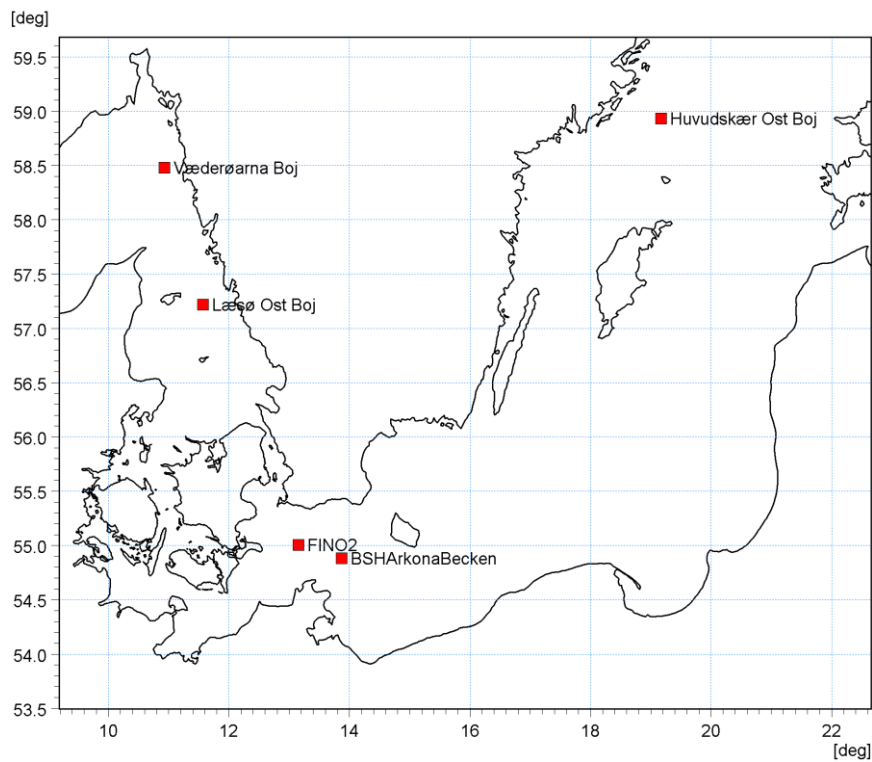 [deg]
59.5
59.0
Huvudskær Ost Boj
58.5
Væderøarna Boj
58.0
57.5
Læsø Ost Boj
57.0
56.5
56.0
55.5
55.0
FINO2
BSHArkonaBecken
54.5
54.0
53.5
10 12 14 16 18 20 22
[deg]